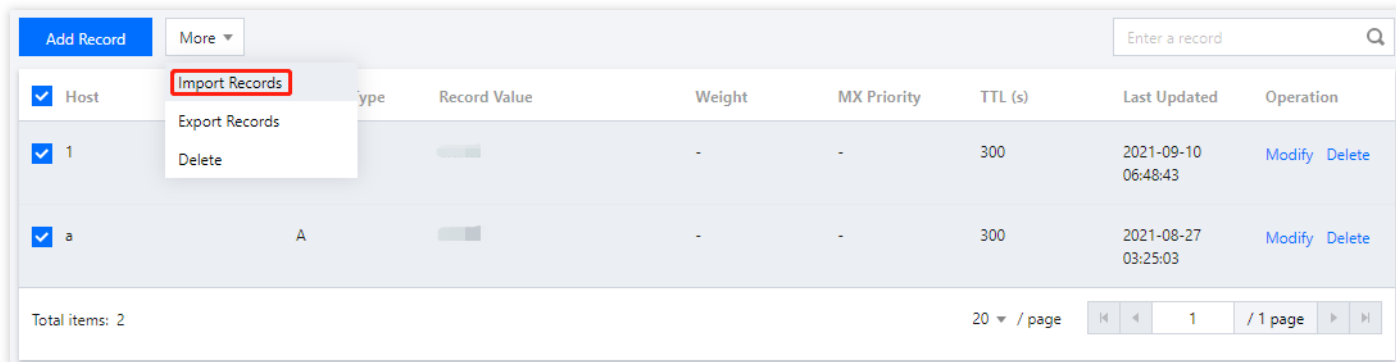 Add Record More Enter a record
Import Records
Host ype Record Value Weight MX Priority TTL (s) Last Updated Operation
Export Records
1 - - 300 2021-09-10 Modify Delete
Delete
06:48:43
a A - - 300 2021-08-27 Modify Delete
03:25:03
Total items: 2 20 / page 1 / 1 page